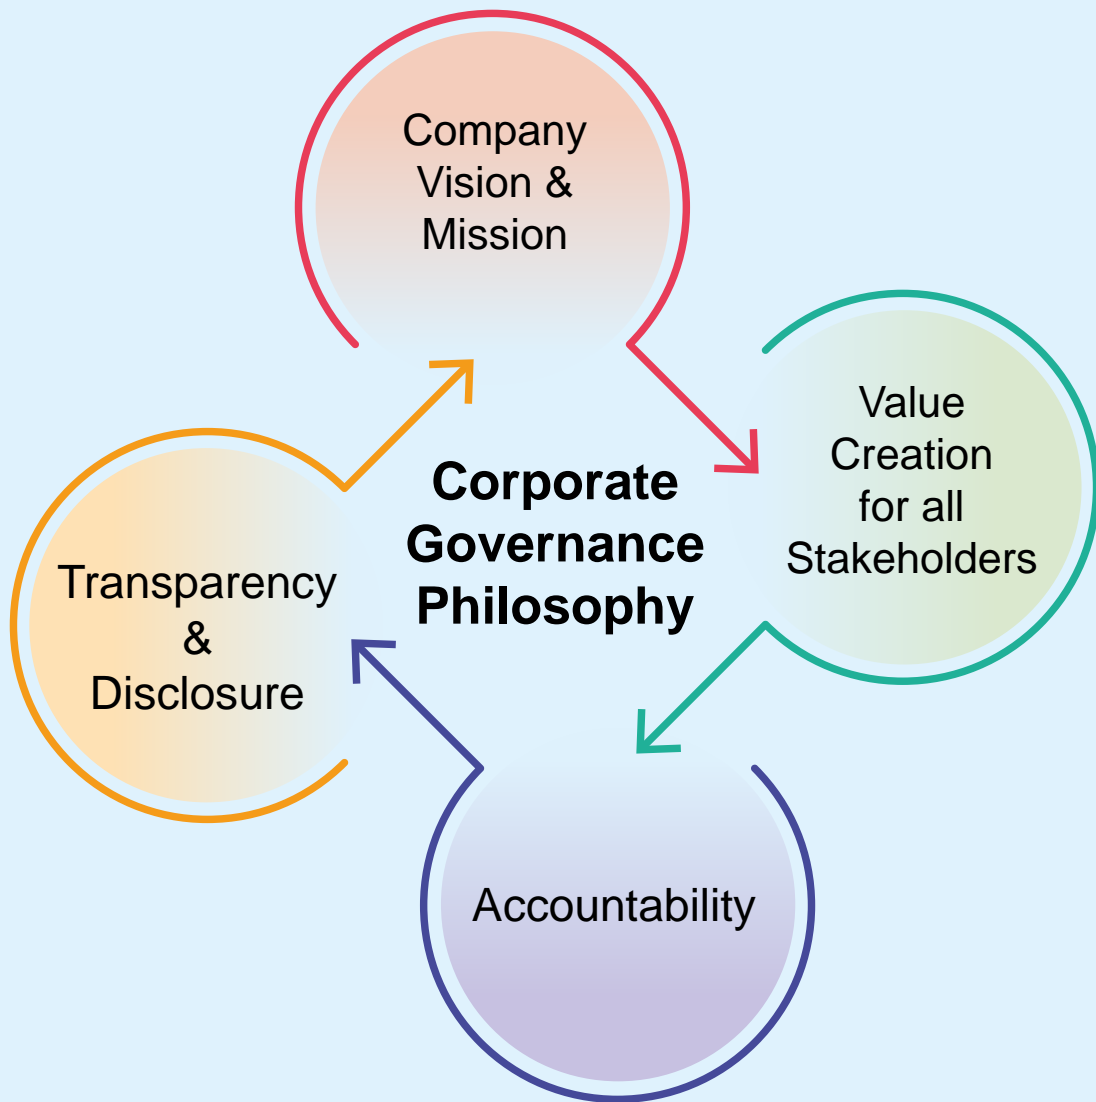 Company
Vision &
Mission
Value
Creation
for all
Stakeholders
Corporate
Governance
Philosophy
Transparency
&
Disclosure
Accountability